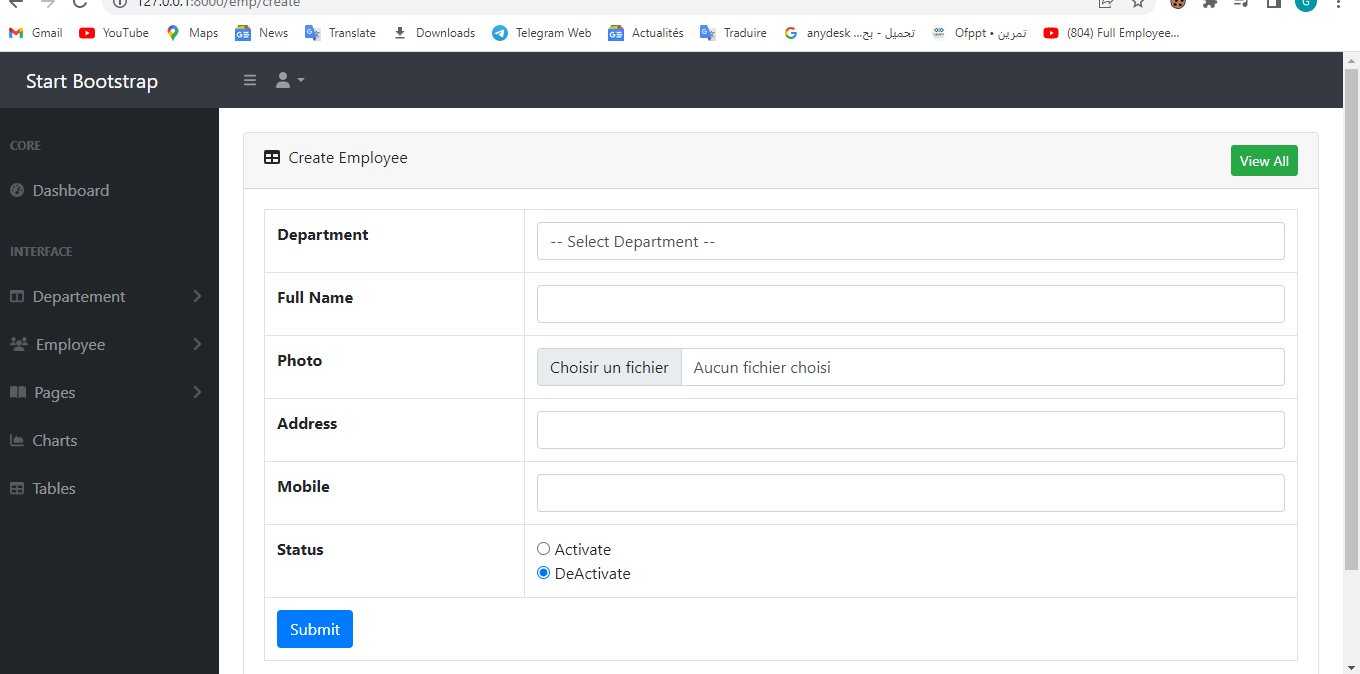 127.0.0.1:8000/emp/create
Gmail YouTube Maps News Translate Downloads Telegram Web Actualités Traduire anydesk تحميل - بح... Ofppt • تمرين (804) Full Employee...
Start Bootstrap
CORE
Dashboard
INTERFACE
Departement
Employee
Pages
Charts
Tables
Create Employee View All
Department -- Select Department --
Full Name
Photo Choisir un fichier Aucun fichier choisi
Address
Mobile
Status Activate
DeActivate
Submit
G